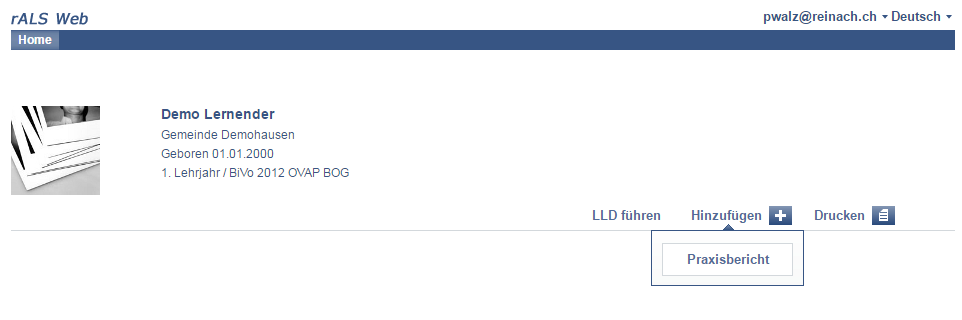 rALS Web
pwalz@reinach.ch Deutsch
Home
Demo Lernender
Gemeinde Demohausen
Geboren 01.01.2000
1. Lehrjahr / BiVo 2012 OVAP BOG
LLD führen Hinzufügen Drucken
Praxisbericht